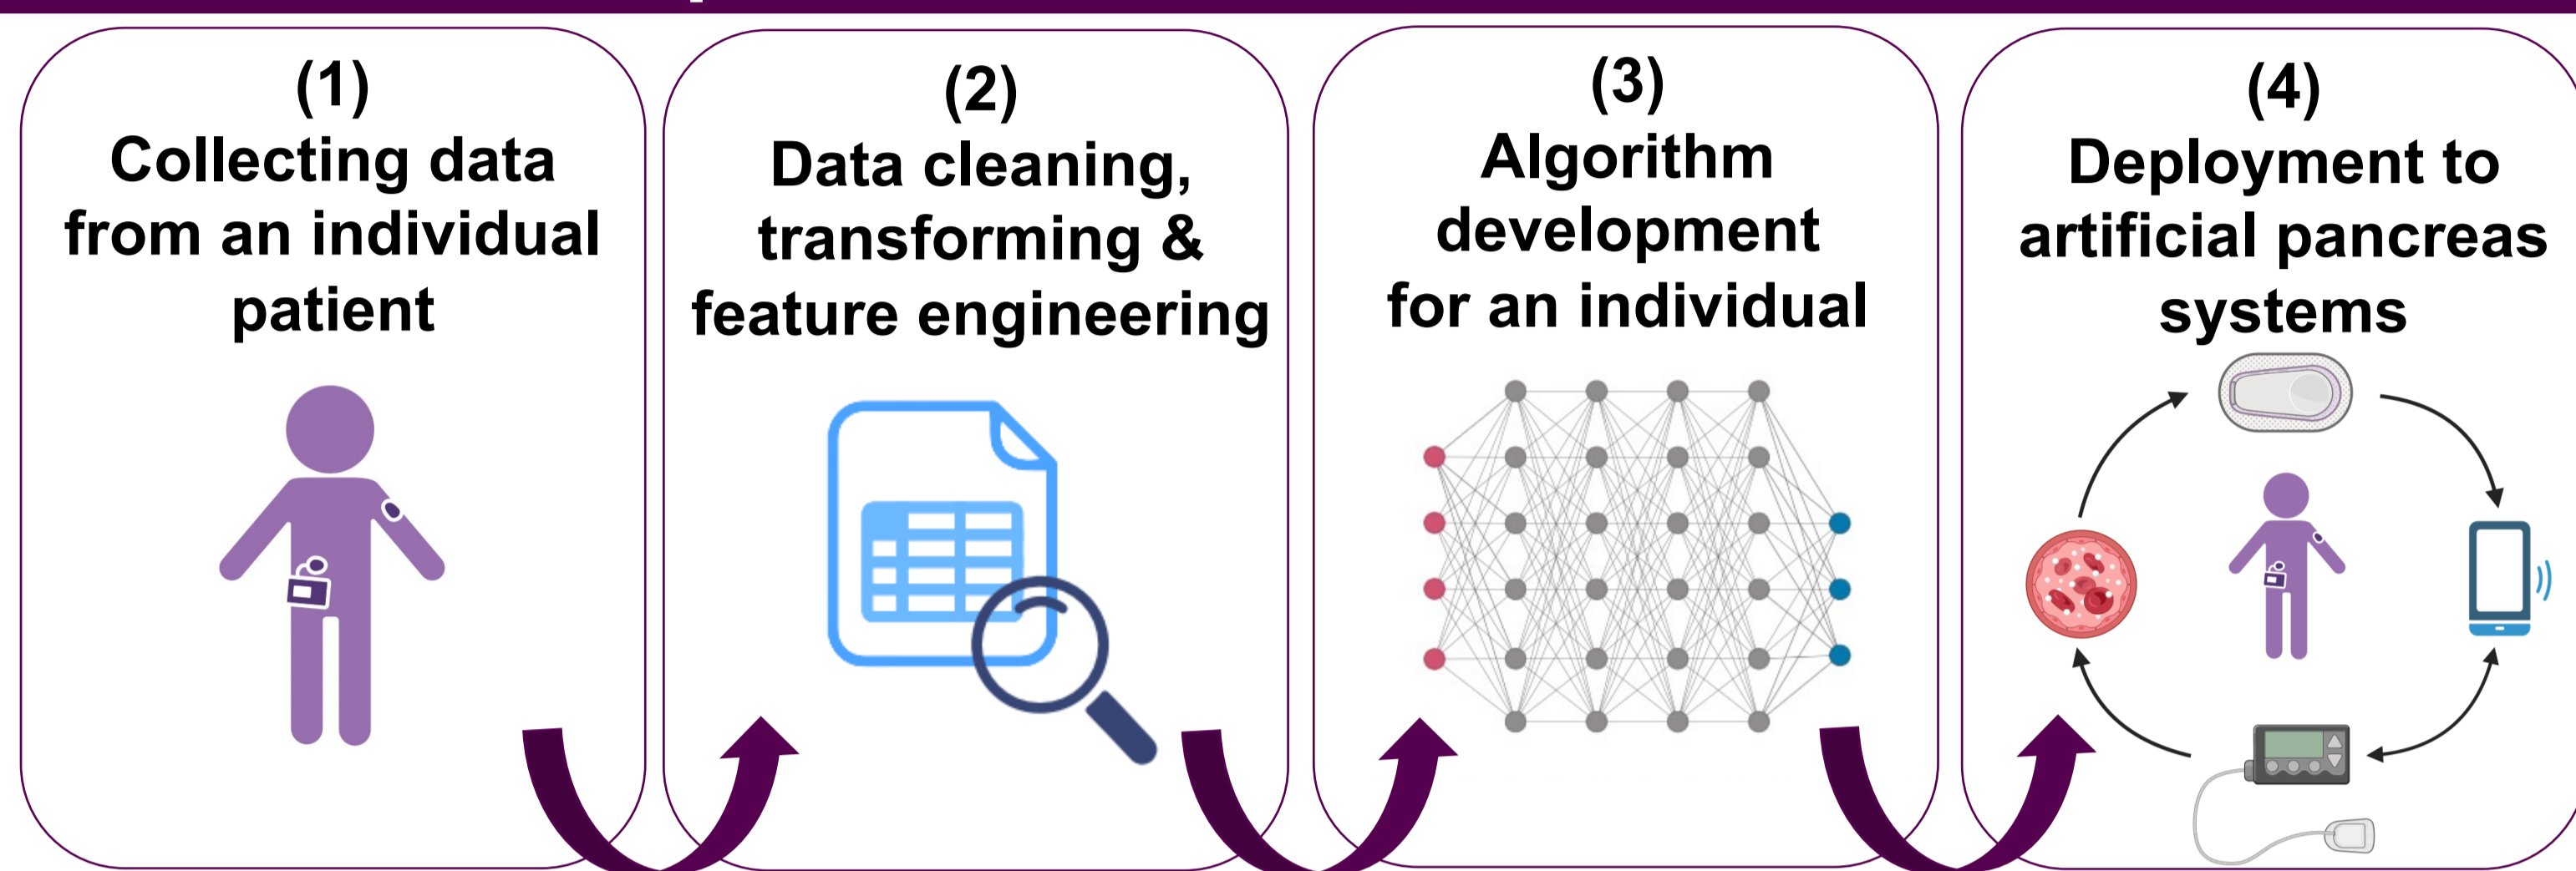 (1)
Collecting data
from an individual
patient
(2)
Data cleaning,
transforming &
feature engineering
(3)
Algorithm
development
for an individual
(4)
Deployment to
artificial pancreas
systems